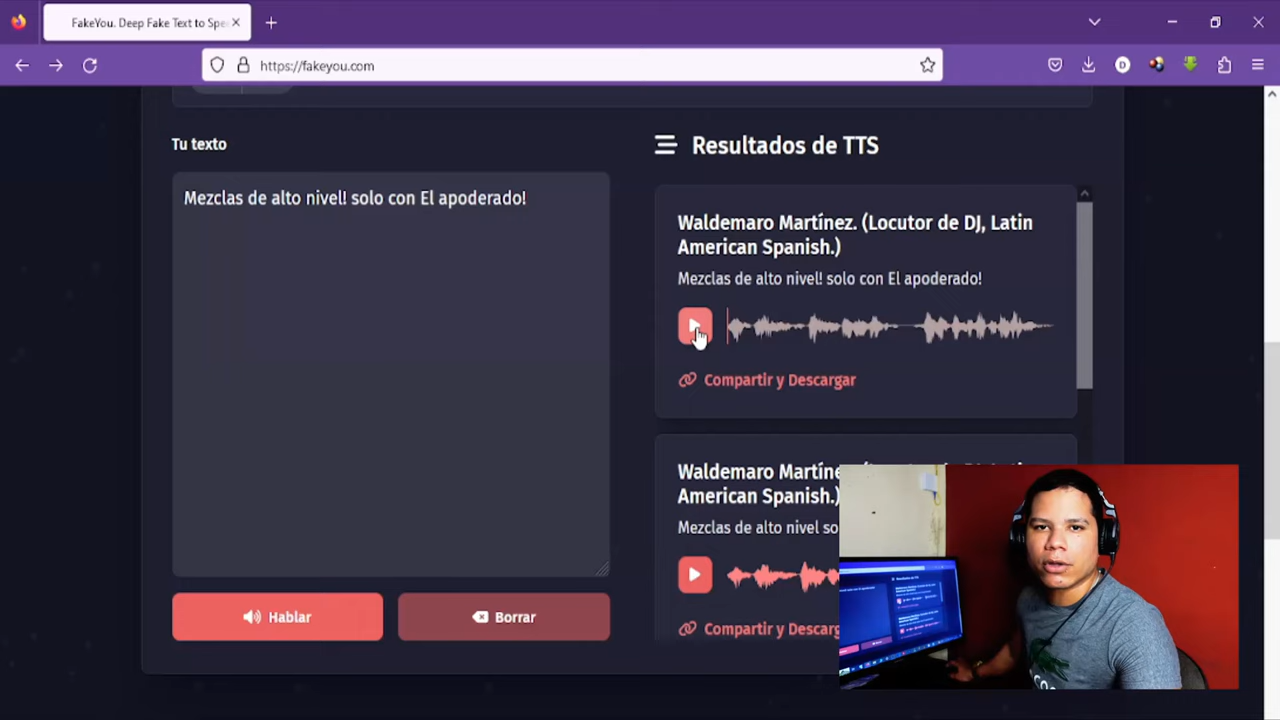 FakeYou. Deep Fake Text to Spe
https://fakeyou.com
Tu texto
Mezclas de alto nivel! solo con El apoderado!
Hablar
Borrar
Resultados de TTS
Waldemaro Martínez. (Locutor de DJ, Latin
American Spanish.)
Mezclas de alto nivel! solo con El apoderado!
Compartir y Descargar
Waldemaro Martíne
American Spanish.)
Mezclas de alto nivel so
Compartir y Descarg